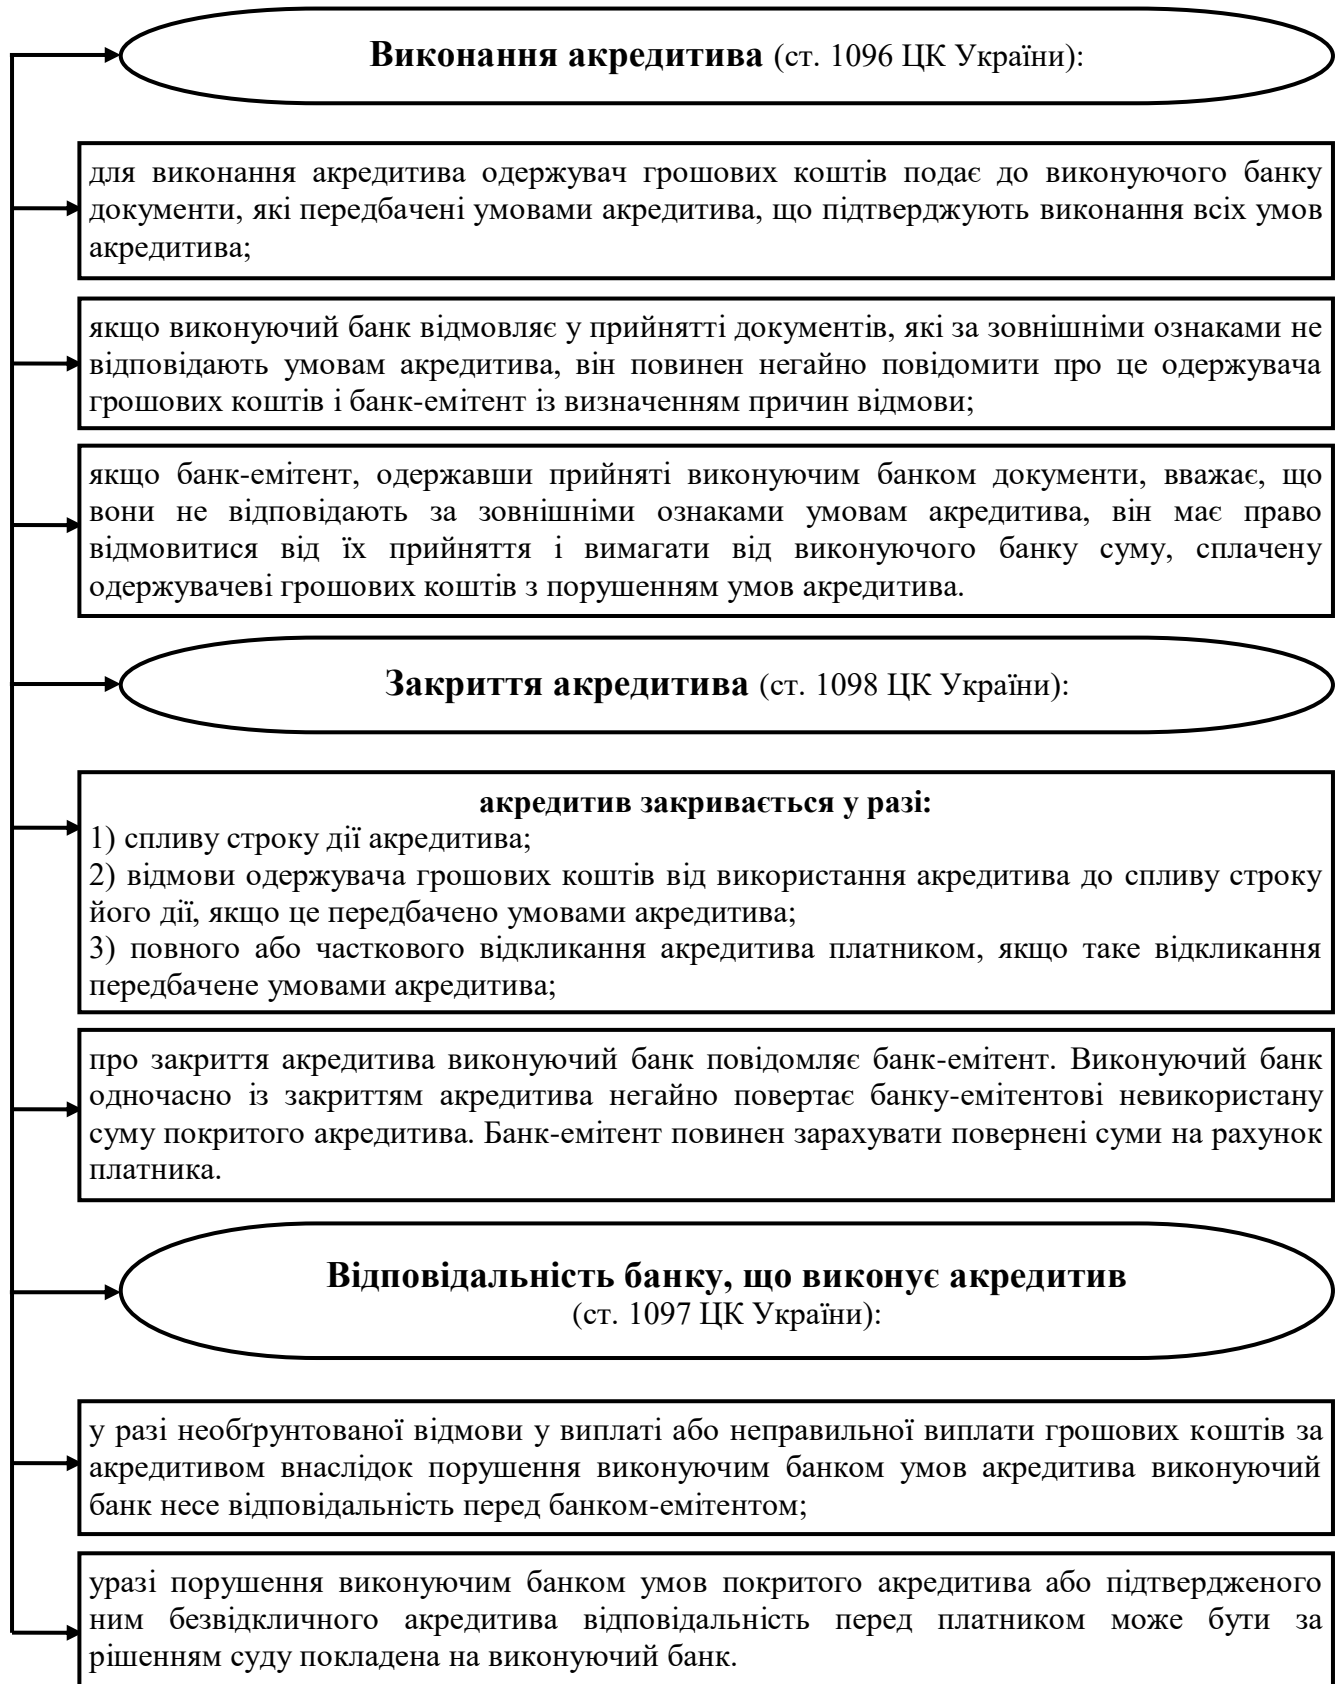 Виконання акредитива (ст. 1096 ЦК України):
для виконання акредитива одержувач грошових коштів подає до виконуючого банку
документи, які передбачені умовами акредитива, що підтверджують виконання всіх умов
акредитива;
якщо виконуючий банк відмовляє у прийнятті документів, які за зовнішніми ознаками не
відповідають умовам акредитива, він повинен негайно повідомити про це одержувача
грошових коштів і банк-емітент із визначенням причин відмови;
якщо банк-емітент, одержавши прийняті виконуючим банком документи, вважає, що
вони не відповідають за зовнішніми ознаками умовам акредитива, він має право
відмовитися від їх прийняття і вимагати від виконуючого банку суму, сплачену
одержувачеві грошових коштів з порушенням умов акредитива.
Закриття акредитива (ст. 1098 ЦК України):
акредитив закривається у разі:
1) спливу строку дії акредитива;
2) відмови одержувача грошових коштів від використання акредитива до спливу строку
його дії, якщо це передбачено умовами акредитива;
3) повного або часткового відкликання акредитива платником, якщо таке відкликання
передбачене умовами акредитива;
про закриття акредитива виконуючий банк повідомляє банк-емітент. Виконуючий банк
одночасно із закриттям акредитива негайно повертає банку-емітентові невикористану
суму покритого акредитива. Банк-емітент повинен зарахувати повернені суми на рахунок
платника.
Відповідальність банку, що виконує акредитив
(ст. 1097 ЦК України):
у разі необґрунтованої відмови у виплаті або неправильної виплати грошових коштів за
акредитивом внаслідок порушення виконуючим банком умов акредитива виконуючий
банк несе відповідальність перед банком-емітентом;
уразі порушення виконуючим банком умов покритого акредитива або підтвердженого
ним безвідкличного акредитива відповідальність перед платником може бути за
рішенням суду покладена на виконуючий банк.